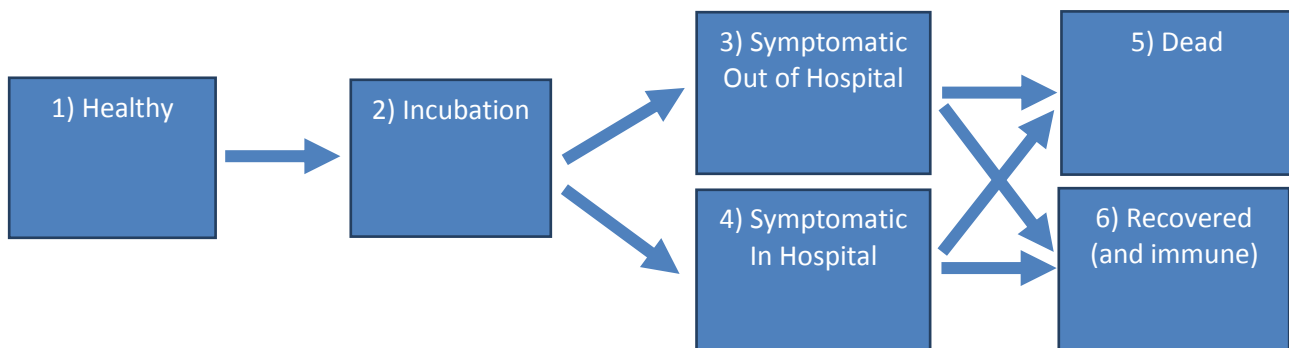 1) Healthy
2) Incubation
3) Symptomatic
Out of Hospital
4) Symptomatic
In Hospital
5) Dead
6) Recovered
(and immune)